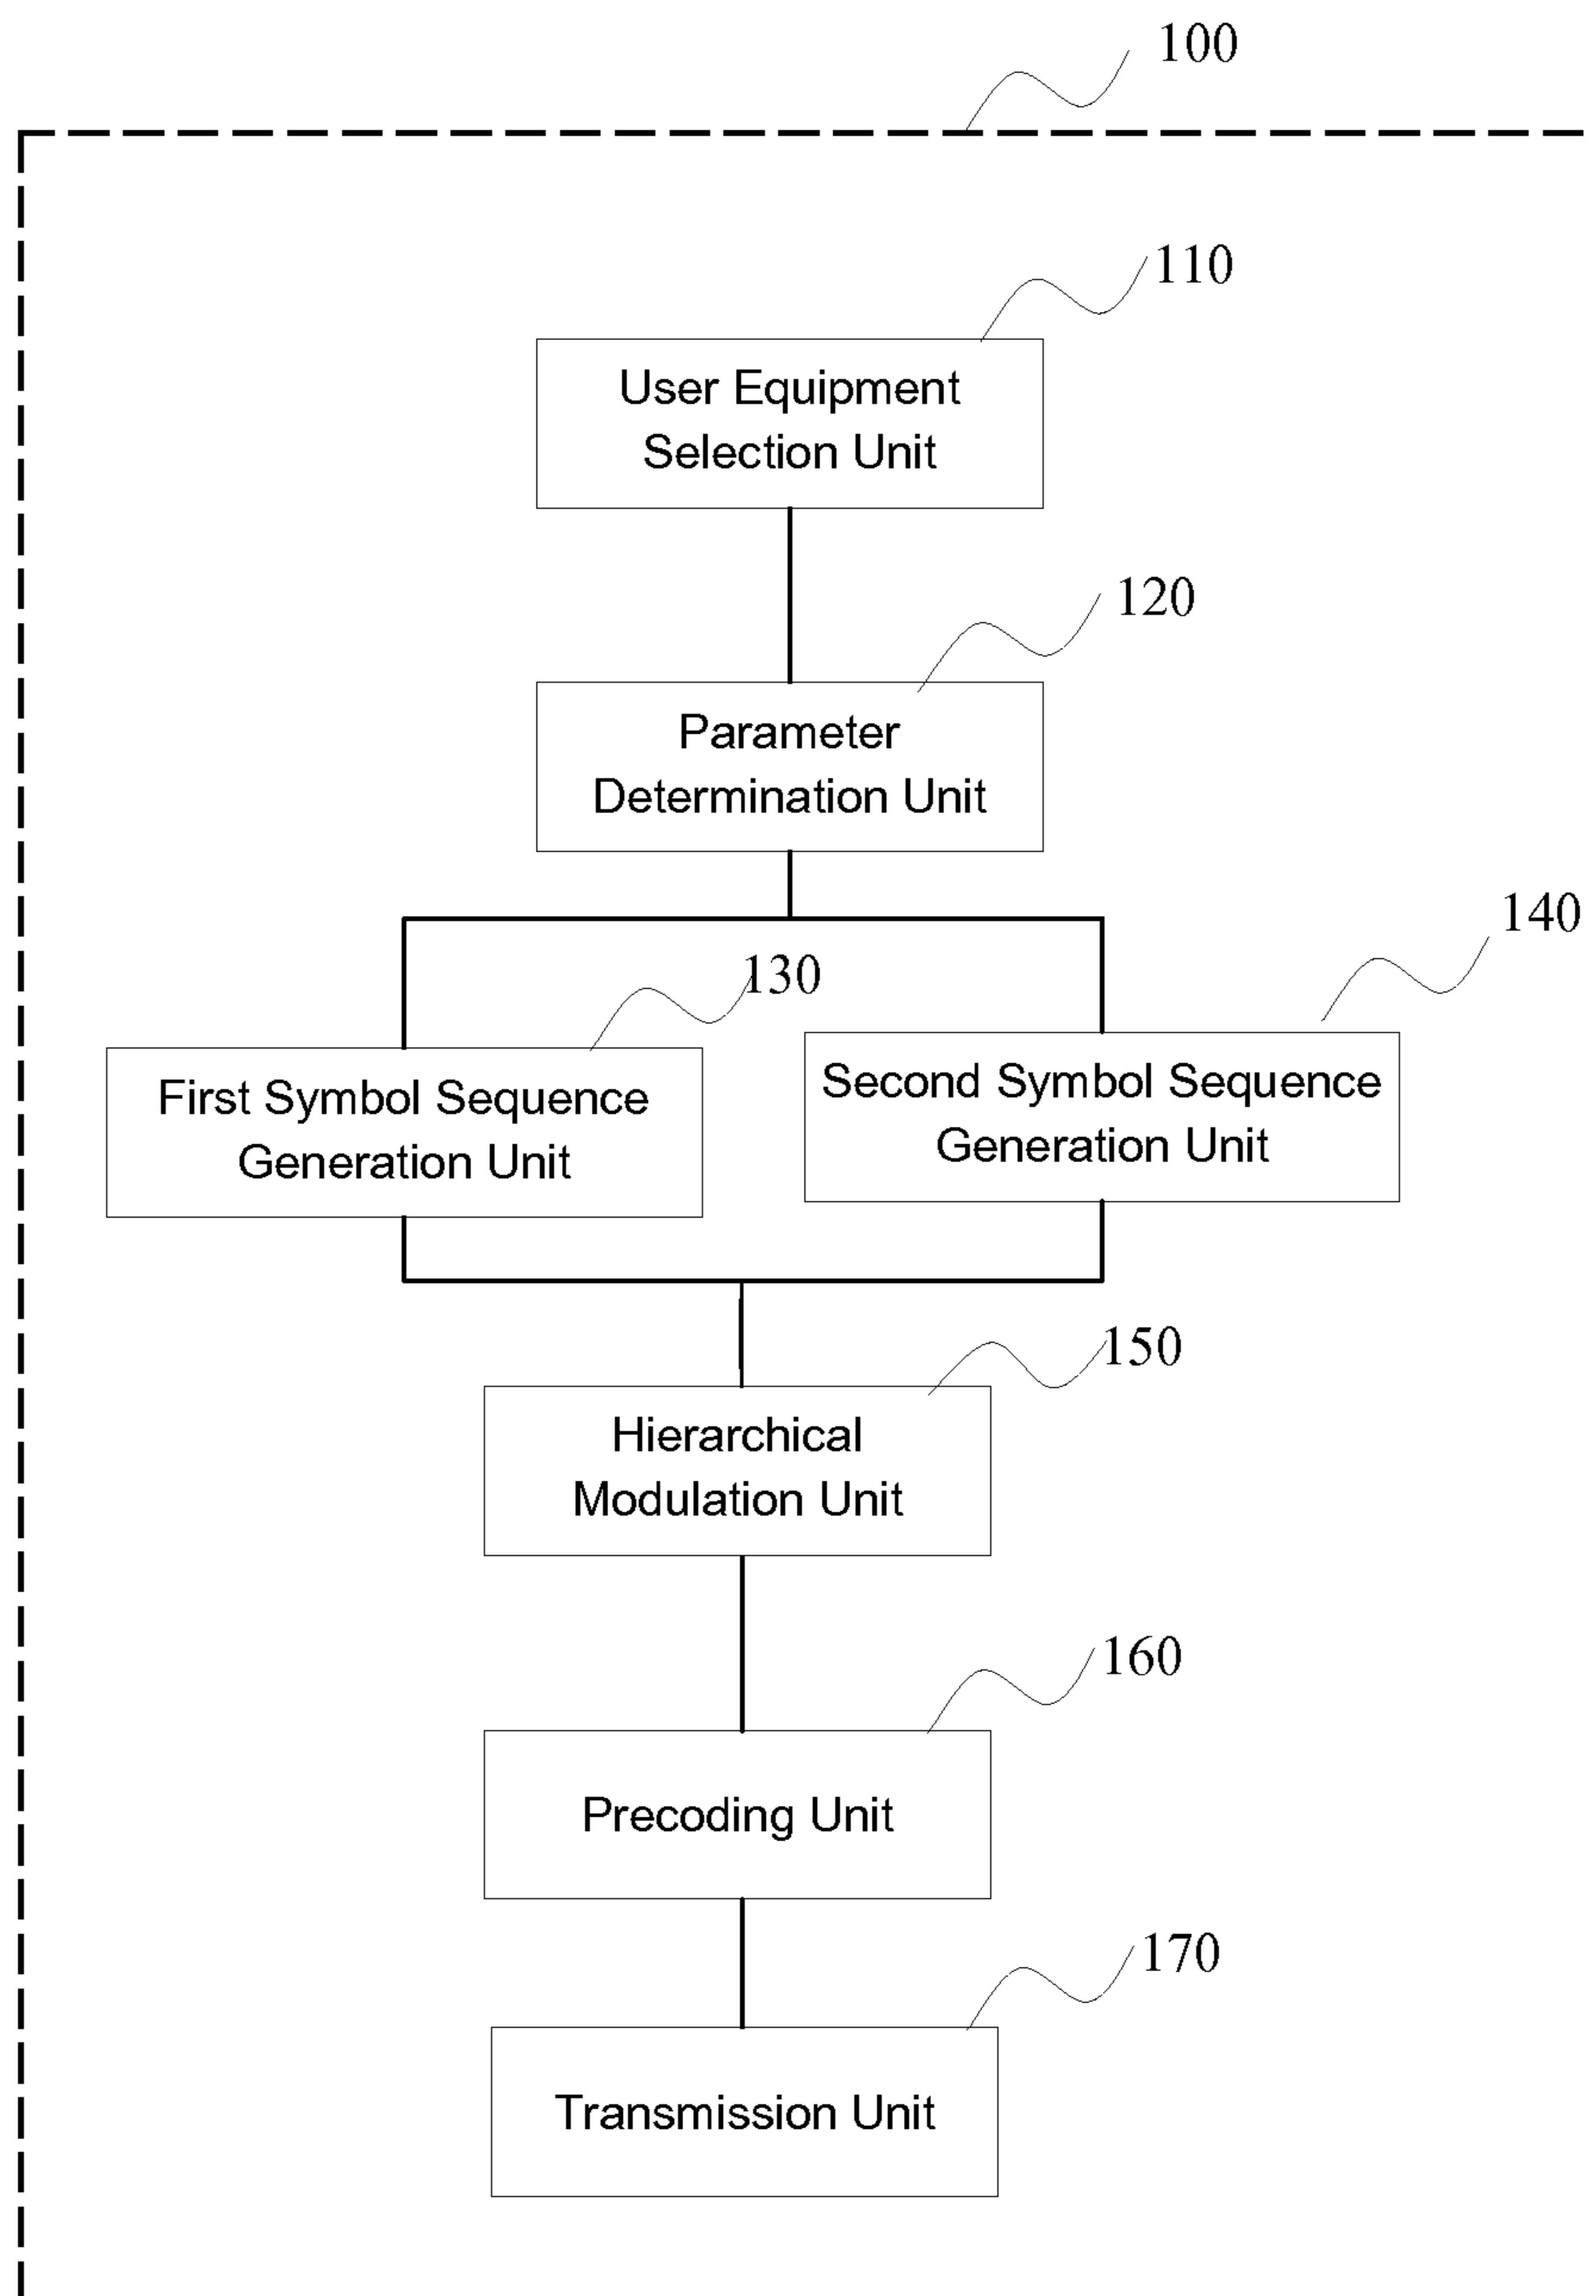 100
110
User Equipment
Selection Unit
120
Parameter
Determination Unit
140
130
First Symbol Sequence
Generation Unit
Second Symbol Sequence
Generation Unit
150
Hierarchical
Modulation Unit
160
Precoding Unit
170
Transmission Unit